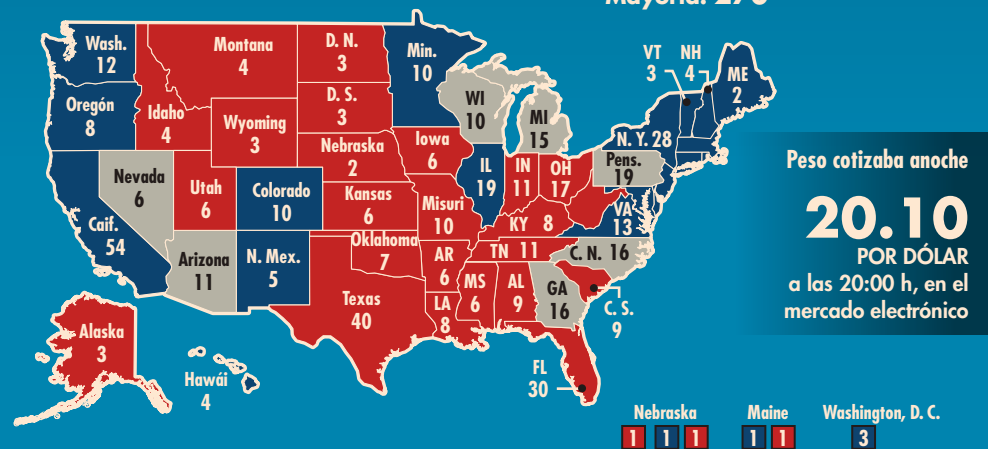 Mayoría: 270
Wash.
12
Montana
4
D. N.
3
Min.
10
VT
3
NH
4
ME
2
Oregón
8
Idaho
4
Wyoming
3
D. S.
3
WI
10
MI
15
N. Y. 28
Nebraska
2
Iowa
6
IL
19
IN
11
OH
17
Pens.
19
Nevada
6
Utah
6
Colorado
10
Kansas
6
Misuri
10
KY 8
VA
13
Caif.
54
Arizona
11
N. Mex.
5
Oklahoma
7
AR
6
TN 11
C. N. 16
Texas
40
LA
8
MS
6
AL
9
GA
16
C. S.
9
Alaska
3
Hawái
4
FL
30
Peso cotizaba anoche
20.10
POR DÓLAR
a las 20:00 h, en el
mercado electrónico
Nebraska
1 1 1
Maine
1 1
Washington, D. C.
3